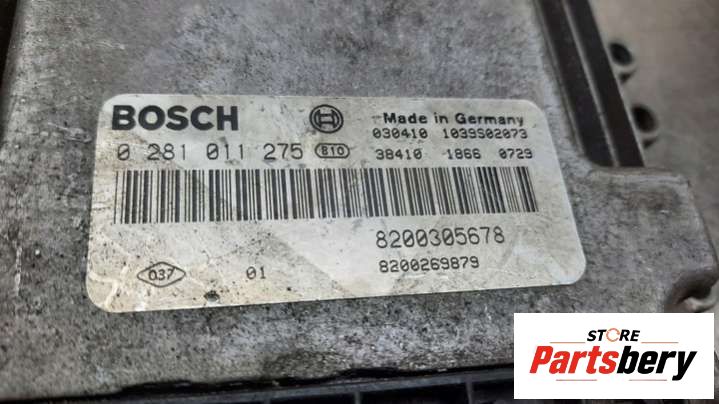 BOSCH
Made in Germany
030410 1039S02073
0 281 011 275 B10
38410 1866 0729
8200305678
037 01
8200269879
STORE
Partsbery